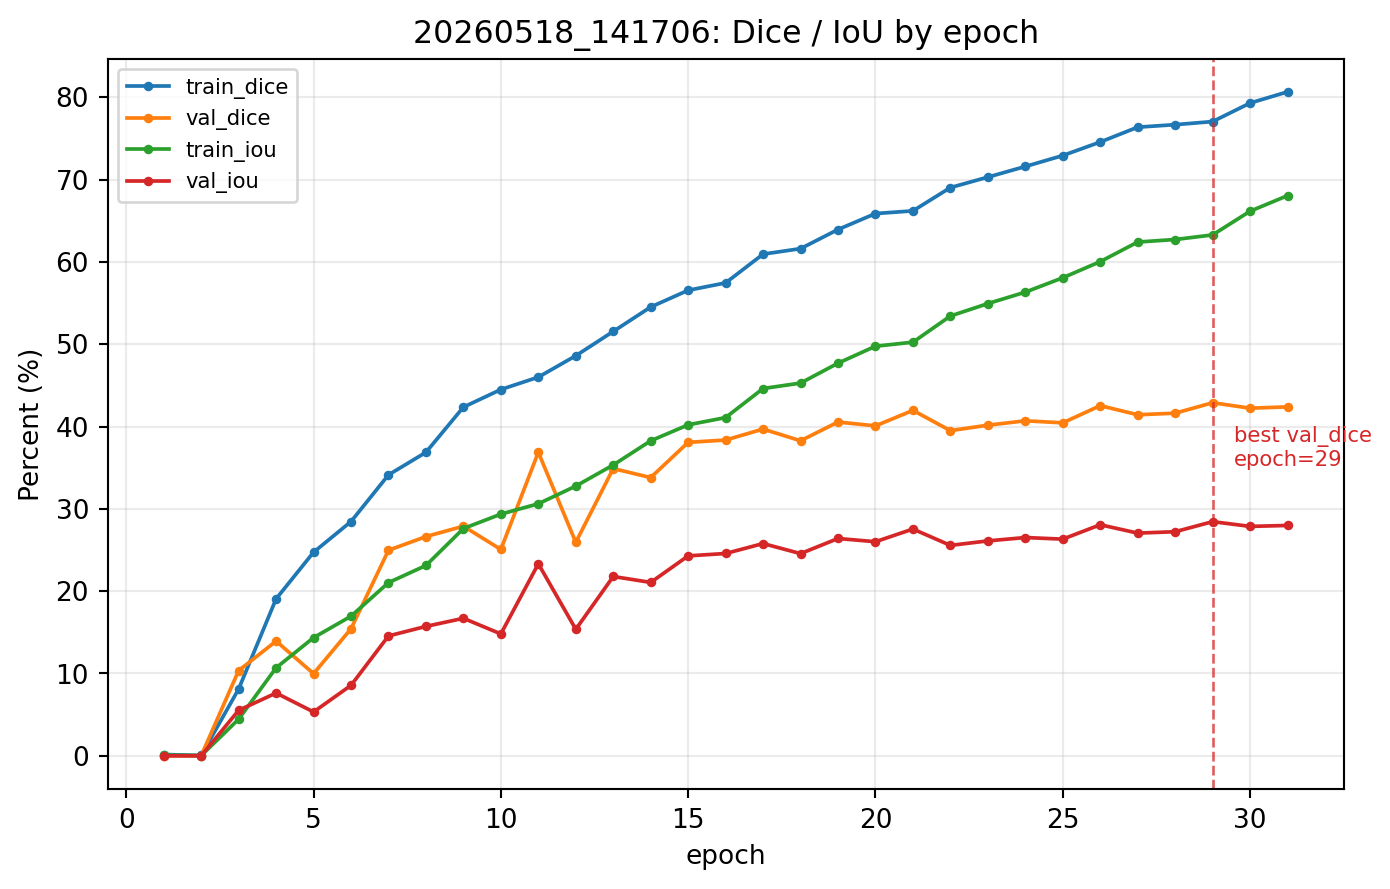 20260518_141706: Dice / IoU by epoch
train_dice
val_dice
train_iou
val_iou
80
70
60
50
40
30
20
10
0
Percent (%)
best val_dice
epoch=29
0 5 10 15 20 25 30
epoch